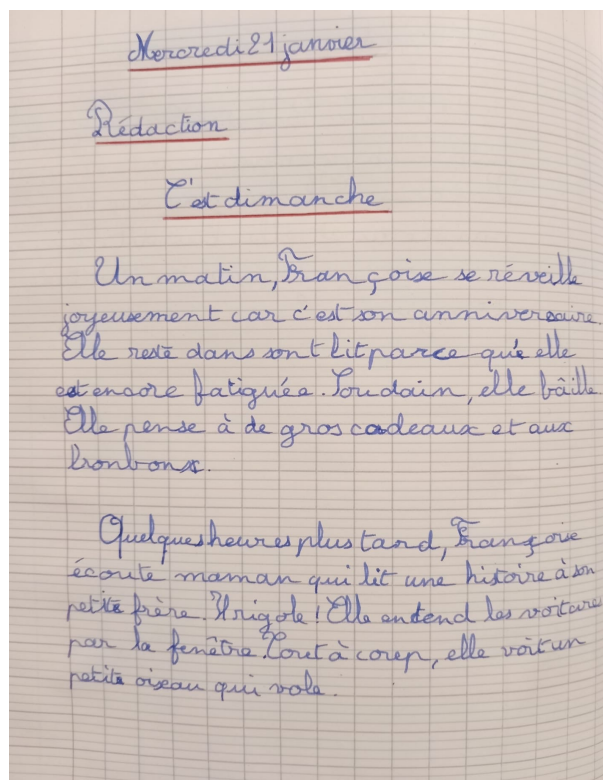 Mercredi 21 janvier
Rédaction
C'est dimanche
Un matin, Françoise se réveille
joyeusement car c'est son anniversaire.
Elle reste dans sont lit parce qu'e elle
est encore fatiguée. Soudain, elle bâille.
Elle pense à de gros cadeaux et aux
bonbons.
Quelques heures plus tard, Françoise
écoute maman qui lit une histoire à son
petite frère. Il rigole ! Elle entend les voitures
par la fenêtre. Tout à coup, elle voit un
petite oiseau qui vole.